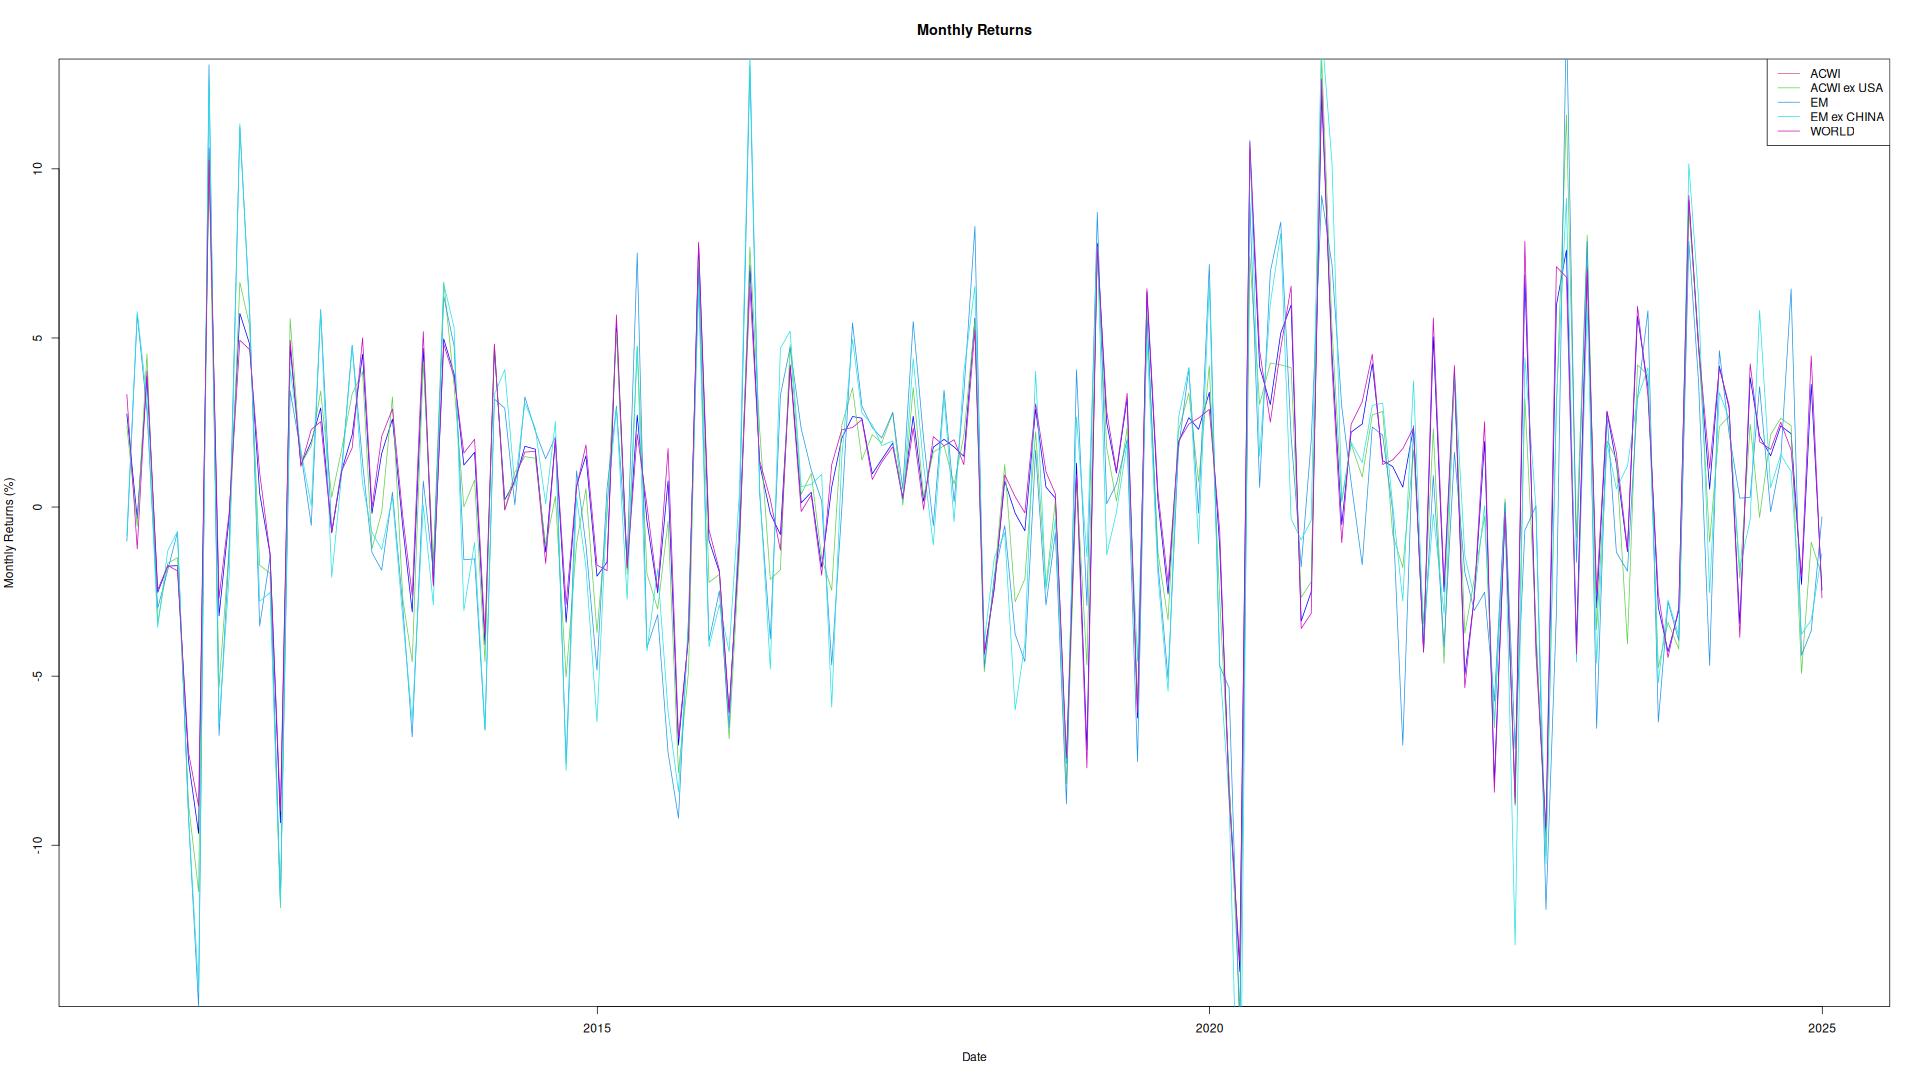 Monthly Returns
ACWI
ACWI ex USA
EM
EM ex CHINA
WORLD
Monthly Returns (%)
10
5
0
-5
-10
2015
2020
2025
Date